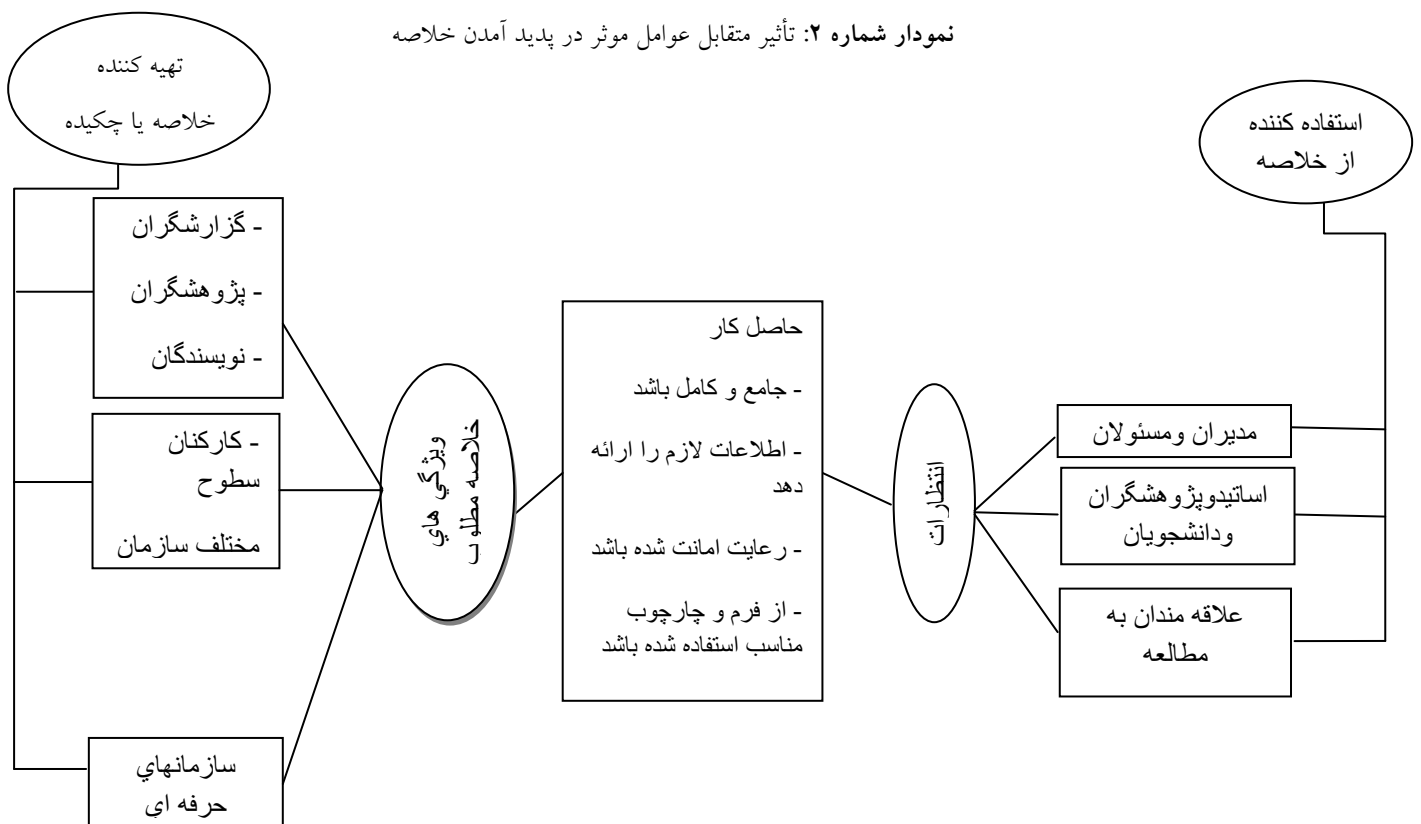 نمودار شماره ۲: تأثیر متقابل عوامل موثر در پدید آمدن خلاصه
استفاده کننده
از خلاصه
مدیران ومسئولان
اساتیدوپژوهشگران
ودانشجویان
علاقه مندان به
مطالعه
انتظارات
حاصل کار
- جامع و کامل باشد
- اطلاعات لازم را ارائه
دهد
- رعایت امانت شده باشد
- از فرم و چارچوب
مناسب استفاده شده باشد
ویژگي هاي
خلاصه مطلوب
تهیه کننده
خلاصه یا چکیده
- گزارشگران
- پژوهشگران
- نویسندگان
- کارکنان
سطوح
مختلف سازمان
سازمانهاي
حرفه اي